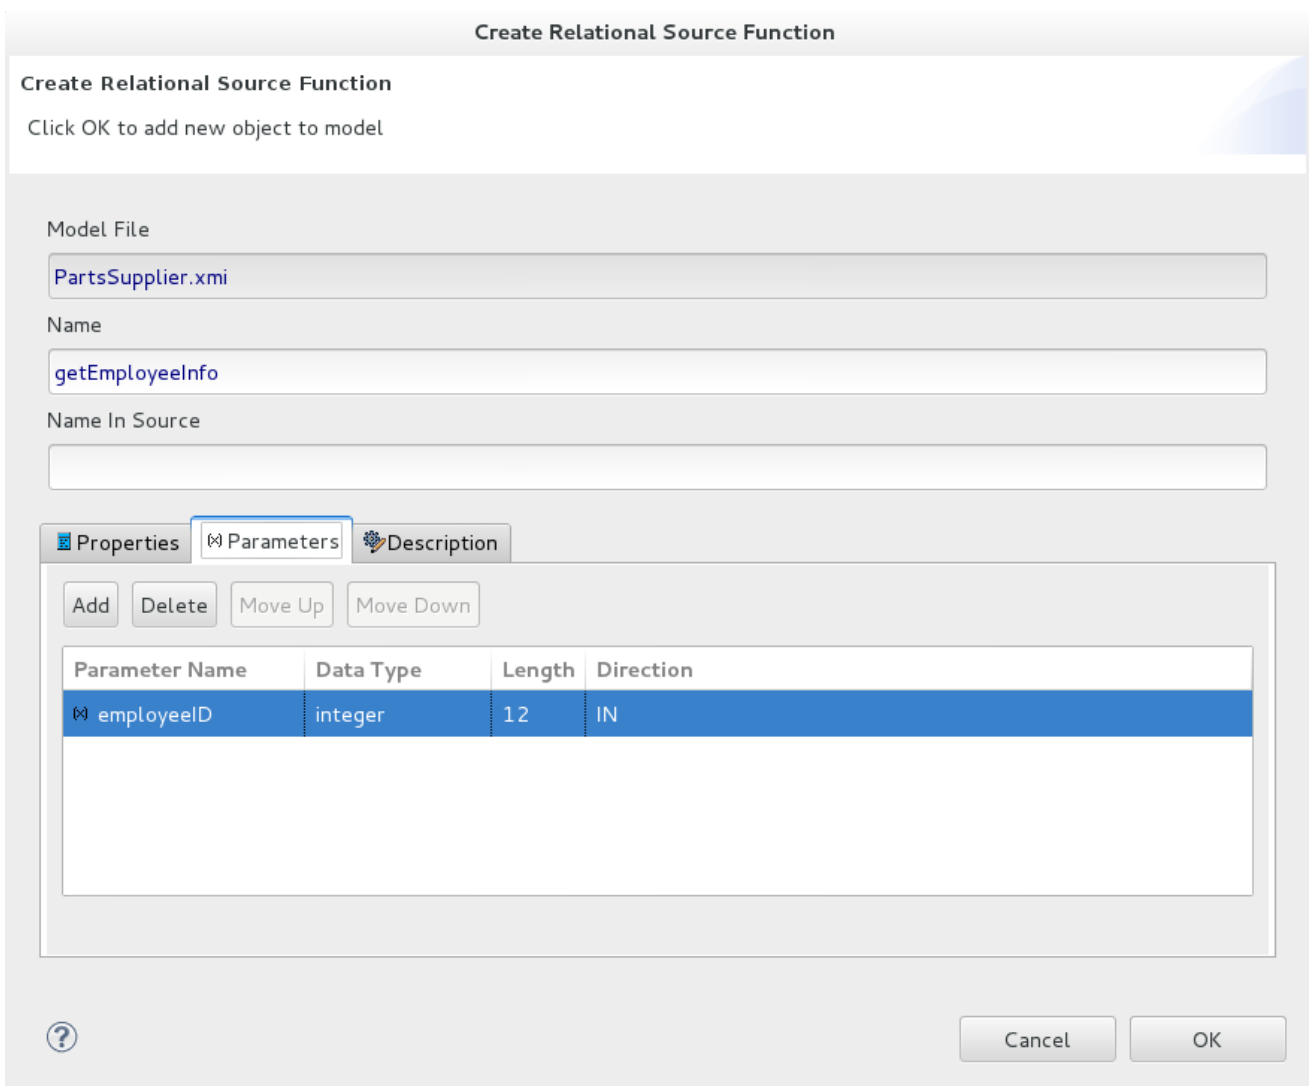 Create Relational Source Function
Create Relational Source Function
Click OK to add new object to model
Model File
PartsSupplier.xmi
Name
getEmployeeInfo
Name In Source
Properties (x) Parameters Description
Add Delete Move Up Move Down
Parameter Name Data Type Length Direction
(x) employeeID integer 12 IN
? Cancel OK